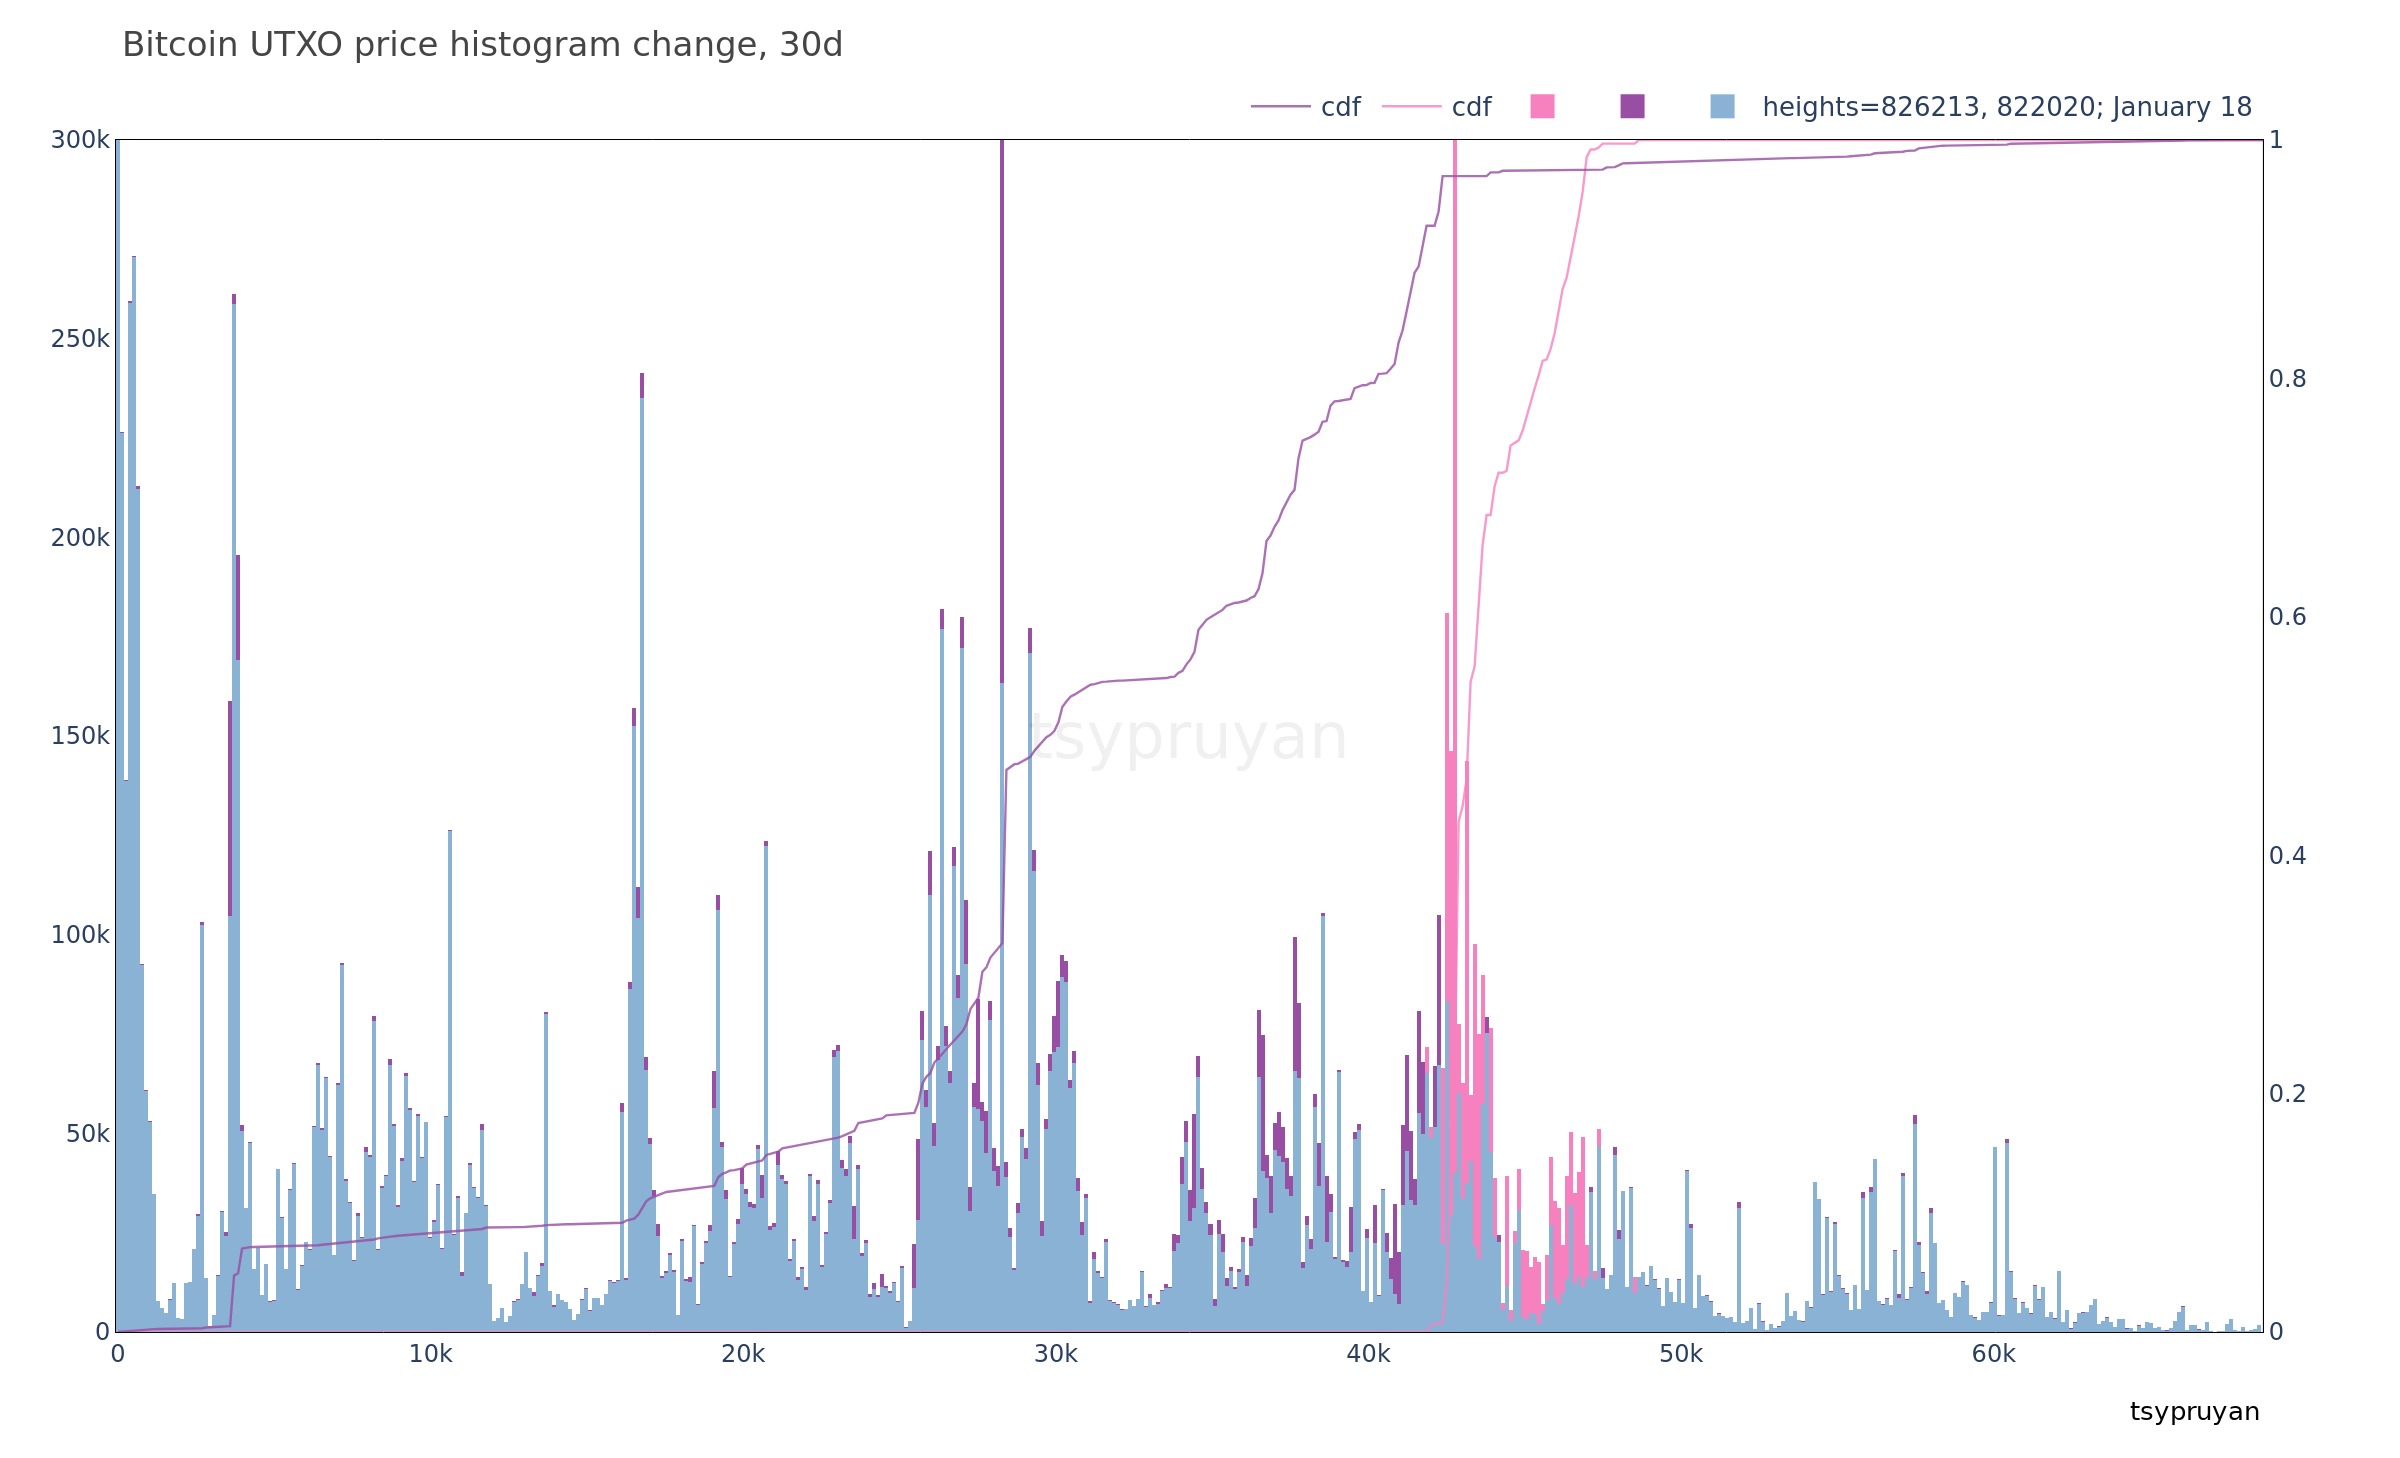 Bitcoin UTXO price histogram change, 30d
cdf cdf heights=826213, 822020; January 18
300k
250k
200k
150k
100k
50k
0
1
0.8
0.6
0.4
0.2
0
tsypruyan
0 10k 20k 30k 40k 50k 60k
tsypruyan